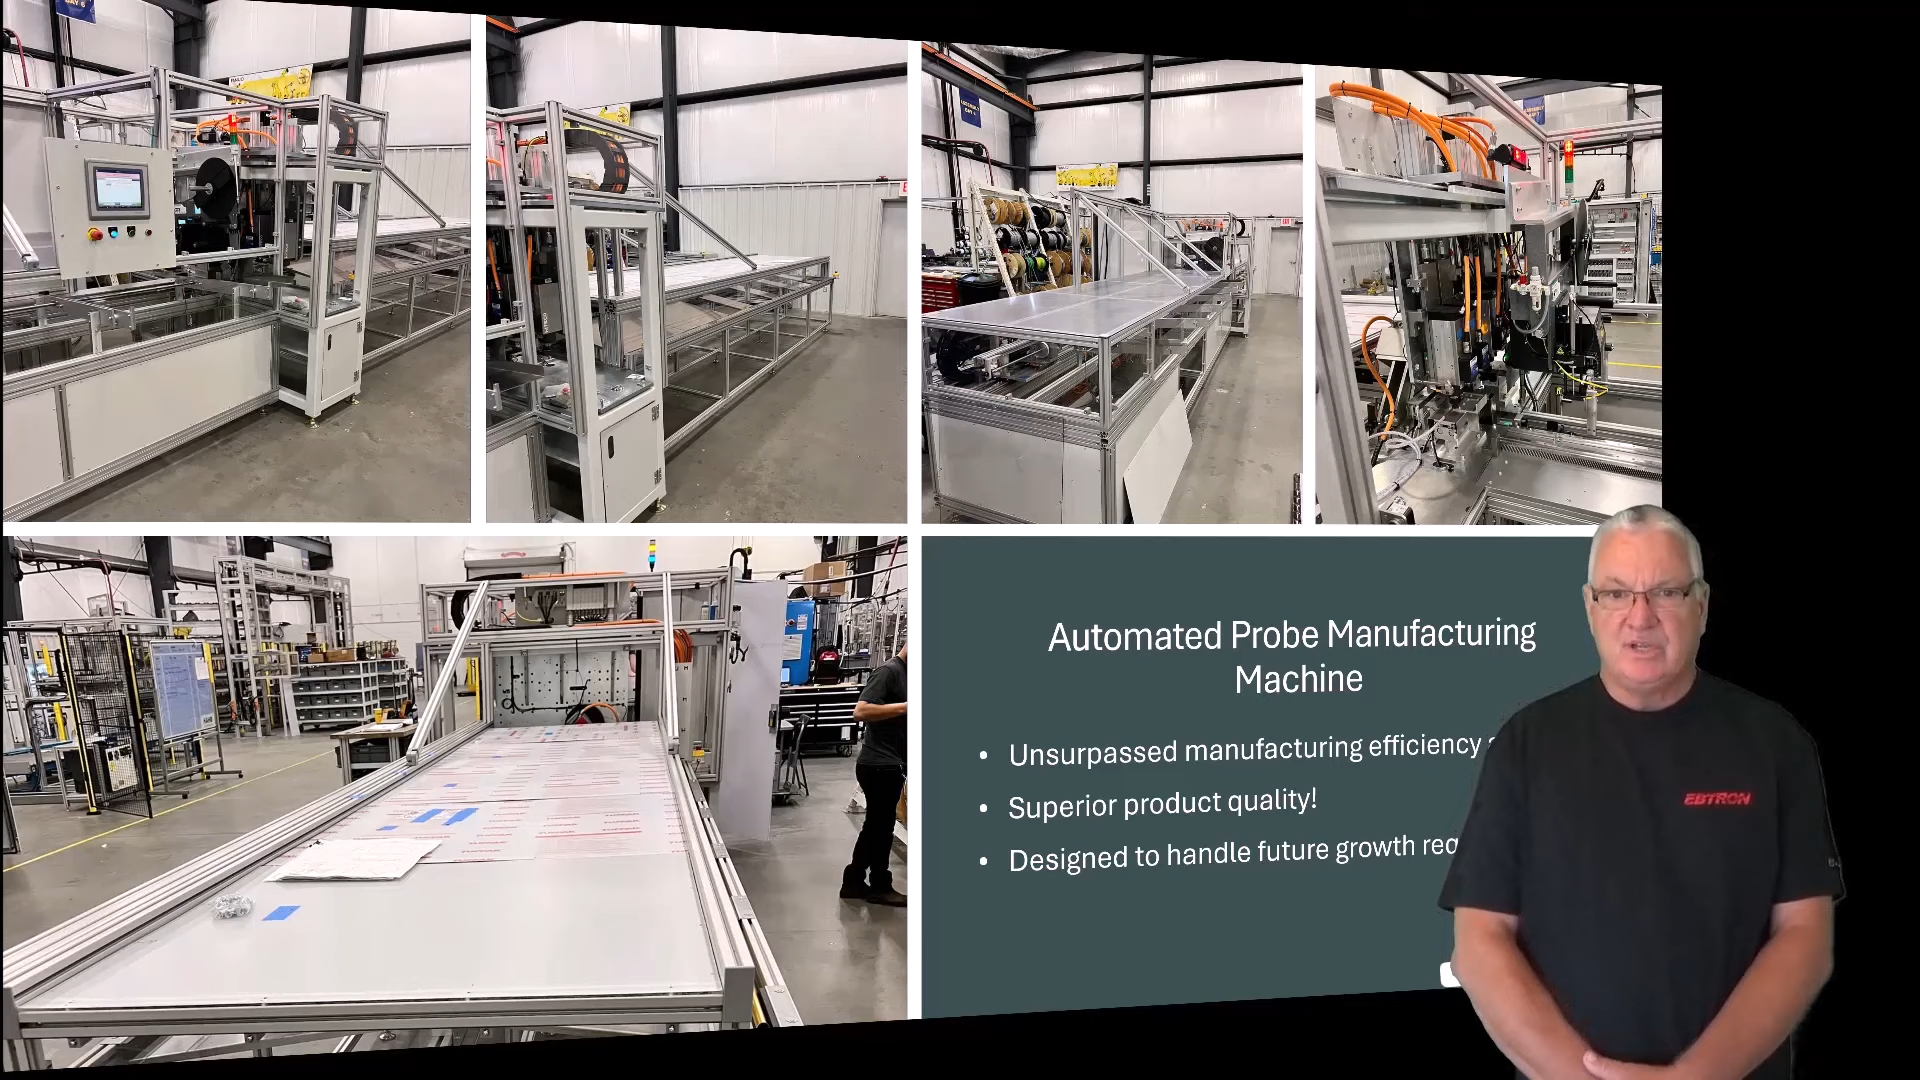 Automated Probe Manufacturing
Machine
• Unsurpassed manufacturing efficiency
• Superior product quality!
• Designed to handle future growth
EBTRON